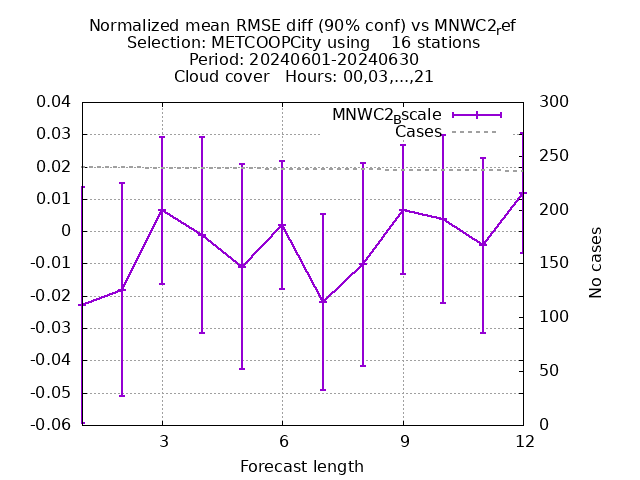 Normalized mean RMSE diff (90% conf) vs MNWC2ref
Selection: METCOOPCity using    16 stations
Period: 20240601-20240630
Cloud cover   Hours: 00,03,...,21
MNWC2Bscale
Cases
0.04
0.03
0.02
0.01
0
-0.01
-0.02
-0.03
-0.04
-0.05
-0.06
300
250
200
150
100
50
0
No cases
3
6
9
12
Forecast length